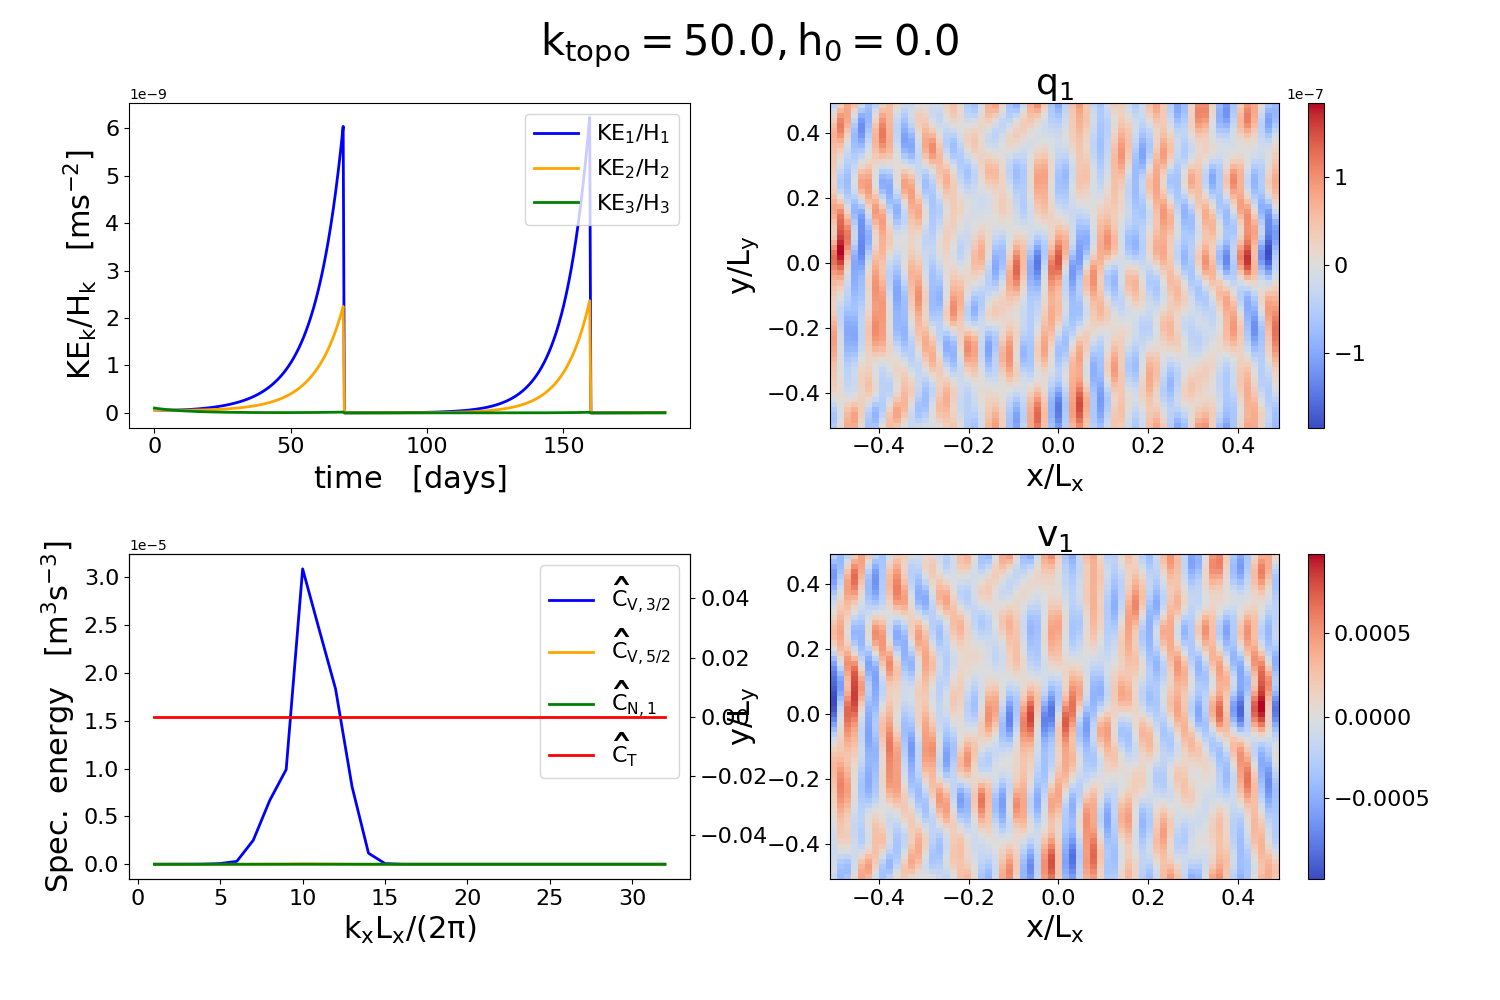 k_topo = 50.0, h_0 = 0.0
1e−9
KE_k/H_k [ms^−2]
6
5
4
3
2
1
0
KE_1/H_1
KE_2/H_2
KE_3/H_3
0 50 100 150
time [days]
q_1
1e−7
y/L_y
0.4
0.2
0.0
−0.2
−0.4
−0.4 −0.2 0.0 0.2 0.4
x/L_x
1
0
−1
1e−5
Spec. energy [m^3s^−3]
3.0
2.5
2.0
1.5
1.0
0.5
0.0
Ĉ_V,3/2
Ĉ_V,5/2
Ĉ_N,1
Ĉ_T
0.04
0.02
0.00
−0.02
−0.04
0 5 10 15 20 25 30
k_xL_x/(2π)
v_1
y/L_y
0.4
0.2
0.0
−0.2
−0.4
−0.4 −0.2 0.0 0.2 0.4
x/L_x
0.0005
0.0000
−0.0005